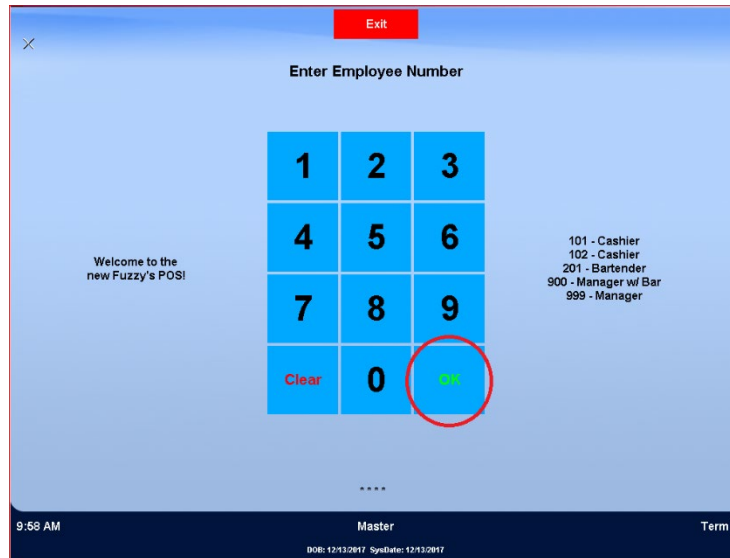 Exit
Enter Employee Number
1 2 3
4 5 6
7 8 9
Clear 0 OK
Welcome to the
new Fuzzy's POS!
101 - Cashier
102 - Cashier
201 - Bartender
900 - Manager w/ Bar
999 - Manager
****
9:58 AM Master Term
DOB: 12/13/2017 SysDate: 12/13/2017